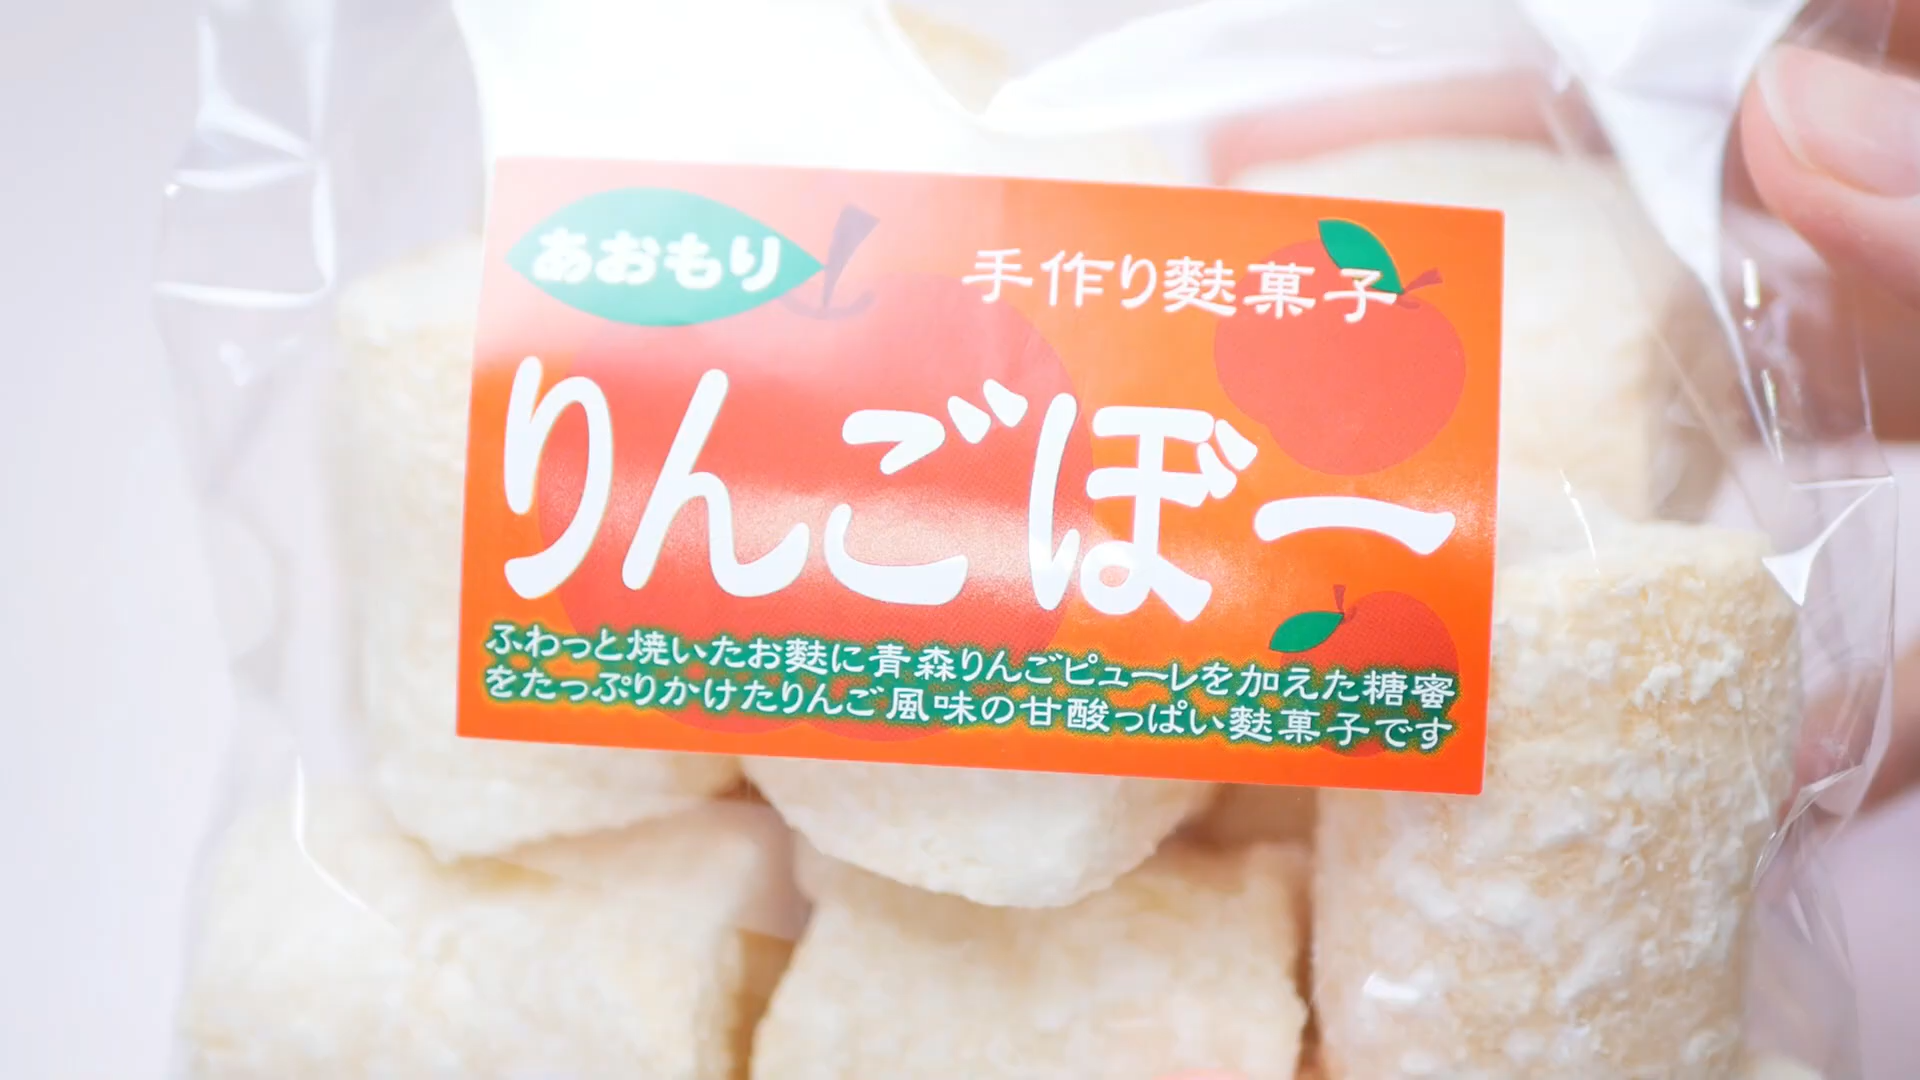 あおもり
手作り麩菓子
りんごぼー
ふわっと焼いたお麩に青森りんごピューレを加えた糖蜜
をたっぷりかけたりんご風味の甘酸っぱい麩菓子です